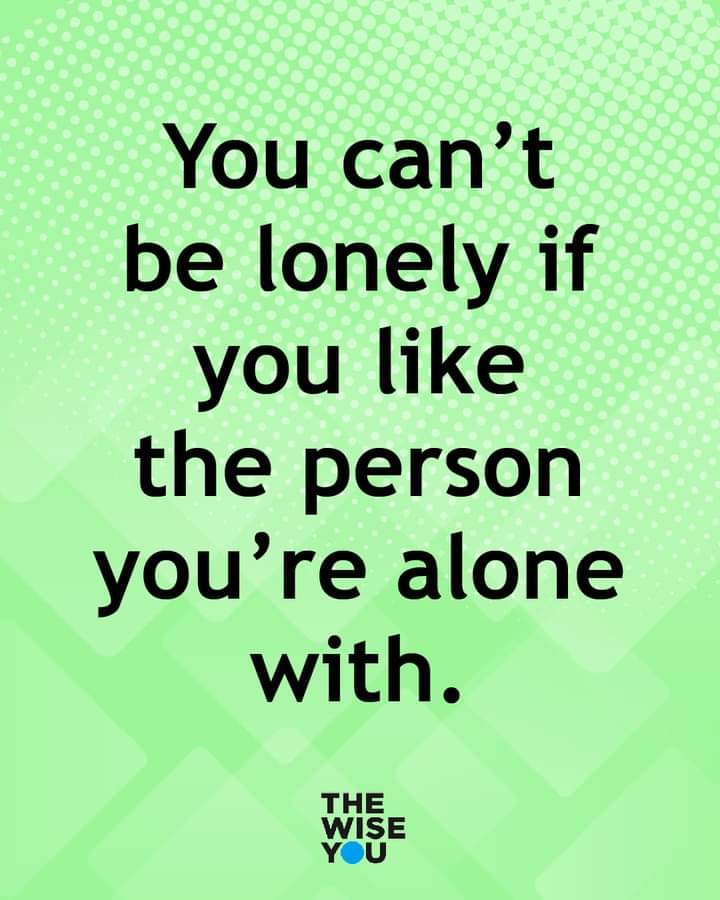 You can’t
be lonely if
you like
the person
you’re alone
with.
THE
WISE
YOU